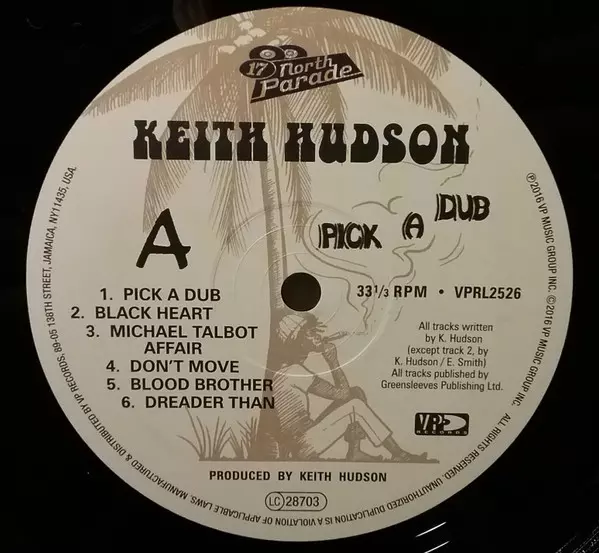 17 North
Parade
KEITH HUDSON
A
PICK A DUB
1. PICK A DUB
2. BLACK HEART
3. MICHAEL TALBOT
AFFAIR
4. DON'T MOVE
5. BLOOD BROTHER
6. DREADER THAN
33 1/3 RPM • VPRL2526
All tracks written
by K. Hudson
(except track 2, by
K. Hudson / E. Smith)
All tracks published by
Greensleeves Publishing Ltd.
VP
RECORDS
PRODUCED BY KEITH HUDSON
LC 28703
℗2016 VP MUSIC GROUP INC. ©2016 VP MUSIC GROUP INC. ALL RIGHTS RESERVED. UNAUTHORIZED DUPLICATION IS A VIOLATION OF APPLICABLE LAWS. MANUFACTURED & DISTRIBUTED BY VP RECORDS, 89-05 138TH STREET, JAMAICA, NY11435, USA.